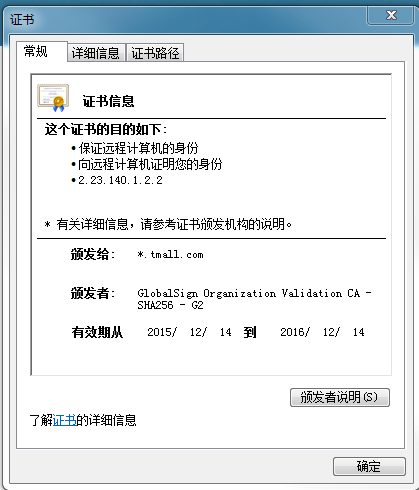 证书
常规 详细信息 证书路径
证书信息
这个证书的目的如下:
•保证远程计算机的身份
•向远程计算机证明您的身份
•2.23.140.1.2.2
* 有关详细信息，请参考证书颁发机构的说明。
颁发给: *.tmall.com
颁发者: GlobalSign Organization Validation CA -
SHA256 - G2
有效期从 2015/ 12/ 14 到 2016/ 12/ 14
颁发者说明(S)
了解证书的详细信息
确定